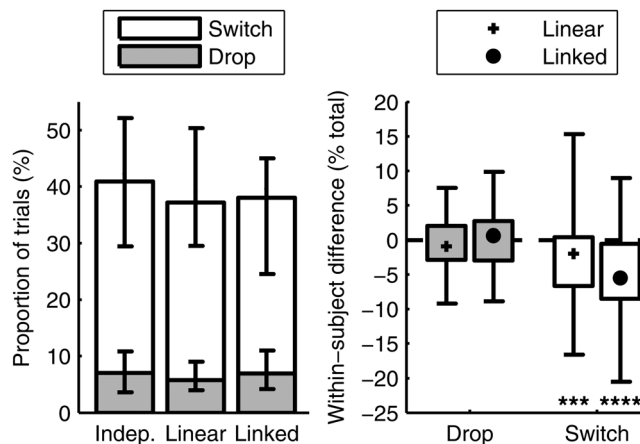 Switch
Drop
Linear
Linked
Proportion of trials (%)
50
40
30
20
10
0
Indep. Linear Linked
Within-subject difference (% total)
20
15
10
5
0
−5
−10
−15
−20
−25
*** ****
Drop Switch